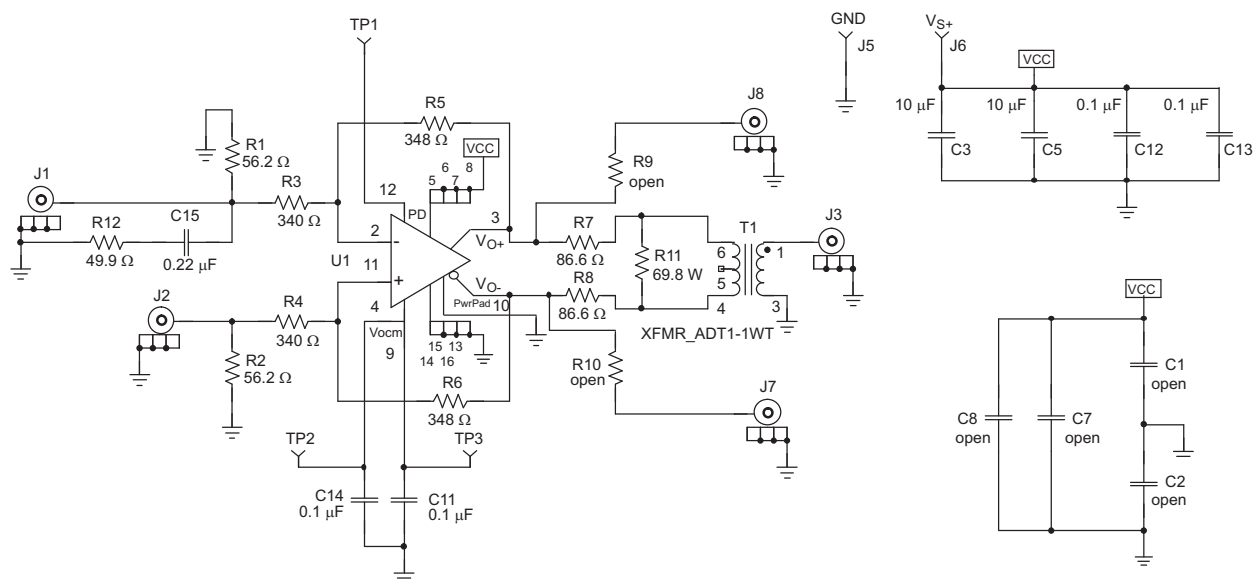 TP1
GND
J5
VS+
J6
VCC
10 µF
C3
10 µF
C5
0.1 µF
C12
0.1 µF
C13
R5
348 Ω
VCC
J8
R9
open
R1
56.2 Ω
J1
R3
340 Ω
R12
49.9 Ω
C15
0.22 µF
12
PD
5
6
7
8
2
-
U1
11
+
3
VO+
VO-
PwrPad
10
4
Vocm
9
15
13
14
16
R7
86.6 Ω
R8
86.6 Ω
R11
69.8 W
T1
6
5
4
1
3
J3
XFMR_ADT1-1WT
J2
R4
340 Ω
R2
56.2 Ω
R6
348 Ω
R10
open
J7
TP2
TP3
C14
0.1 µF
C11
0.1 µF
VCC
C1
open
C8
open
C7
open
C2
open